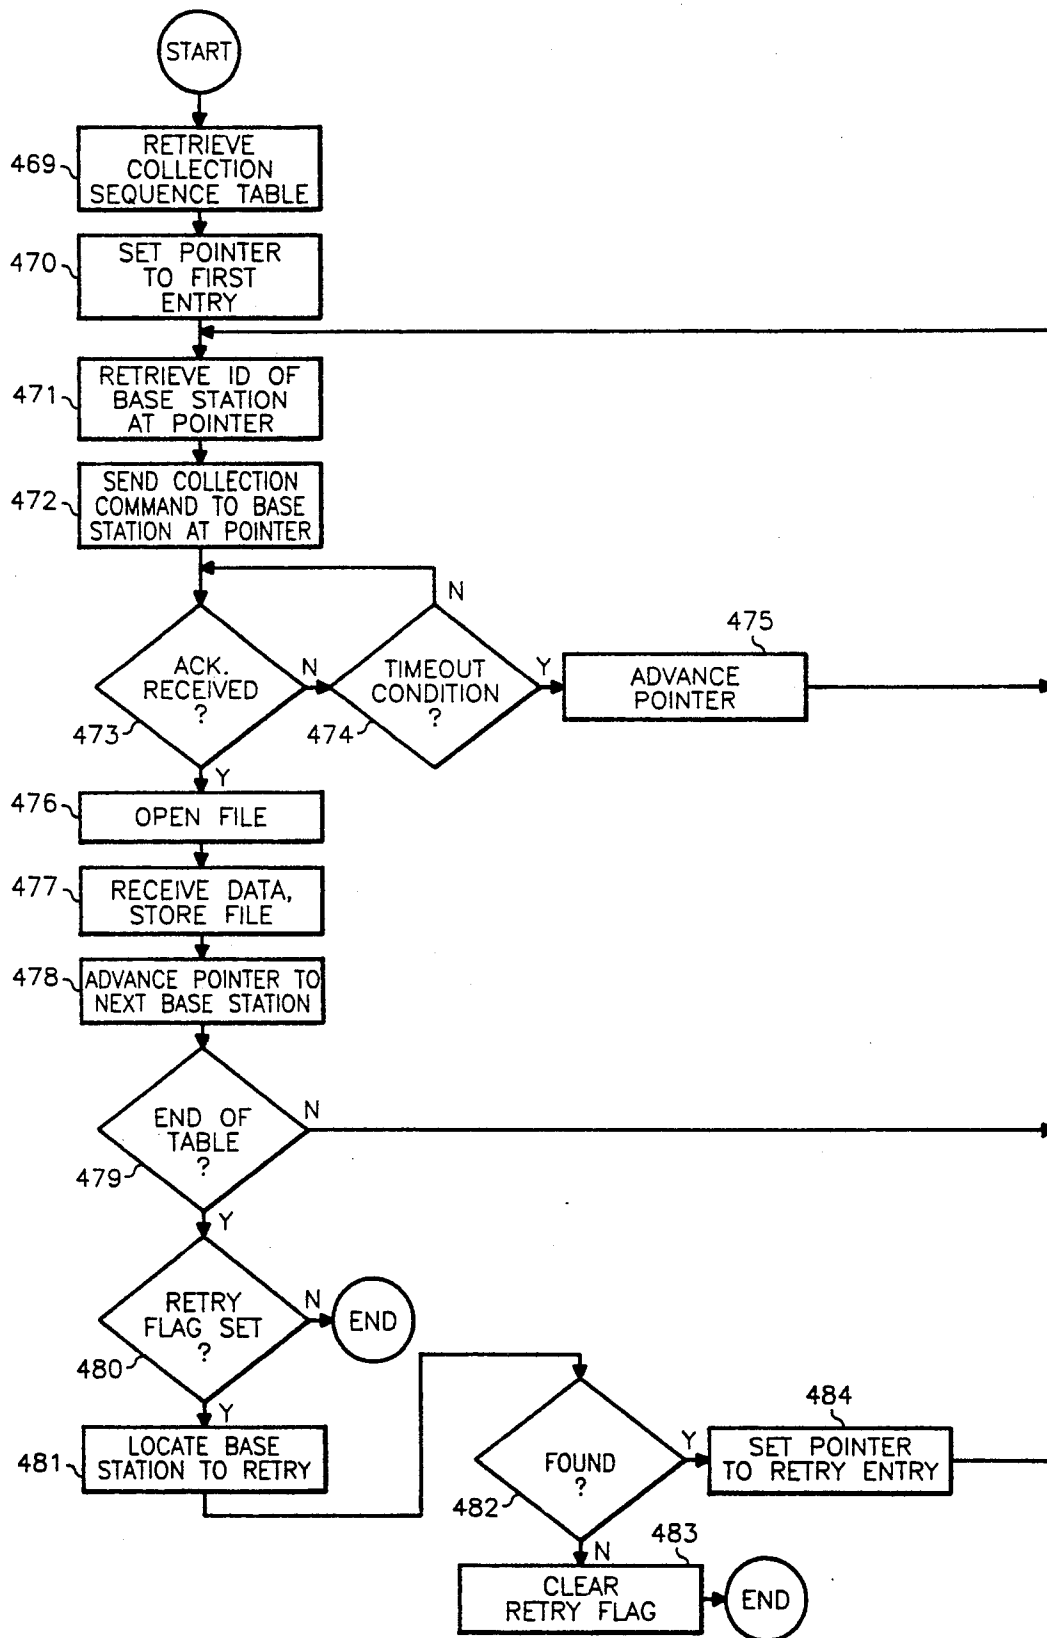 START
469
RETRIEVE
COLLECTION
SEQUENCE TABLE
470
SET POINTER
TO FIRST
ENTRY
471
RETRIEVE ID OF
BASE STATION
AT POINTER
472
SEND COLLECTION
COMMAND TO BASE
STATION AT POINTER
N
475
ACK.
RECEIVED
?
473
N
TIMEOUT
CONDITION
?
474
Y
ADVANCE
POINTER
Y
476
OPEN FILE
477
RECEIVE DATA,
STORE FILE
478
ADVANCE POINTER TO
NEXT BASE STATION
END OF
TABLE
?
479
N
Y
RETRY
FLAG SET
?
480
N
END
Y
481
LOCATE BASE
STATION TO RETRY
FOUND
?
482
Y
484
SET POINTER
TO RETRY ENTRY
N
483
CLEAR
RETRY FLAG
END